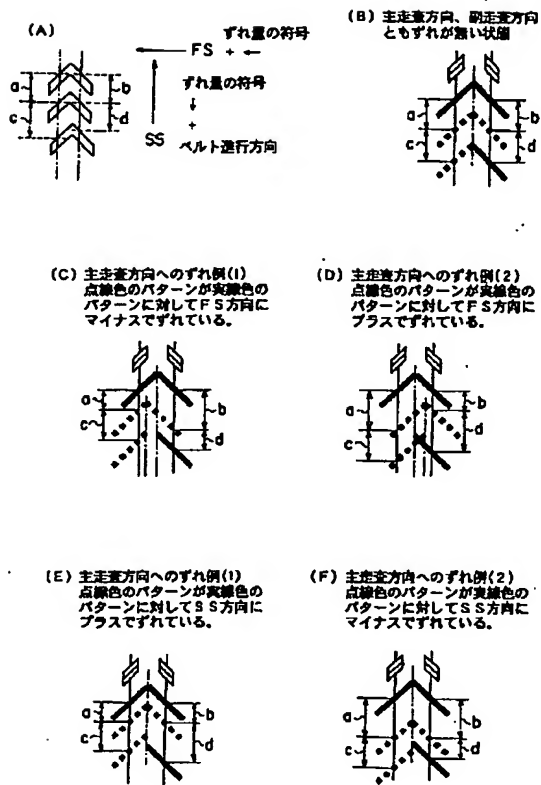 (A)
FS
ずれ量の符号
+ ←
a
b
c
d
SS
ずれ量の符号
↓
+
ベルト進行方向
(B) 主走査方向、副走査方向
ともずれが無い状態
a
b
c
d
(C) 主走査方向へのずれ例(1)
点線色のパターンが実線色の
パターンに対してFS方向に
マイナスでずれている。
a
b
c
d
(D) 主走査方向へのずれ例(2)
点線色のパターンが実線色の
パターンに対してFS方向に
プラスでずれている。
a
b
c
d
(E) 主走査方向へのずれ例(1)
点線色のパターンが実線色の
パターンに対してSS方向に
プラスでずれている。
a
b
c
d
(F) 主走査方向へのずれ例(2)
点線色のパターンが実線色の
パターンに対してSS方向に
マイナスでずれている。
a
b
c
d